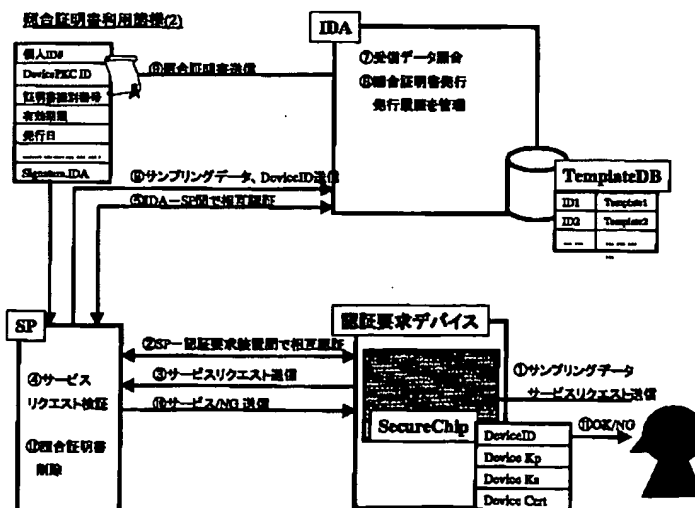 照合証明書利用態様(2)
個人ID#
DevicePKC ID
証明書識別番号
有効期限
発行日
Signature.IDA
⑨照合証明書送信
IDA
⑦受信データ照合
⑧照合証明書発行
発行履歴を管理
⑥サンプリングデータ、DeviceID送信
⑤IDA－SP間で相互認証
TemplateDB
ID1 Template1
ID2 Template2
... ... ... ... ...
...
SP
④サービス
リクエスト検証
照合証明書
削除
②SP－認証要求装置間で相互認証
③サービスリクエスト送信
⑩サービス/NG 送信
認証要求デバイス
SecureChip
DeviceID
Device Kp
Device Ks
Device Cert
①サンプリングデータ
サービスリクエスト送信
⑪OK/NG